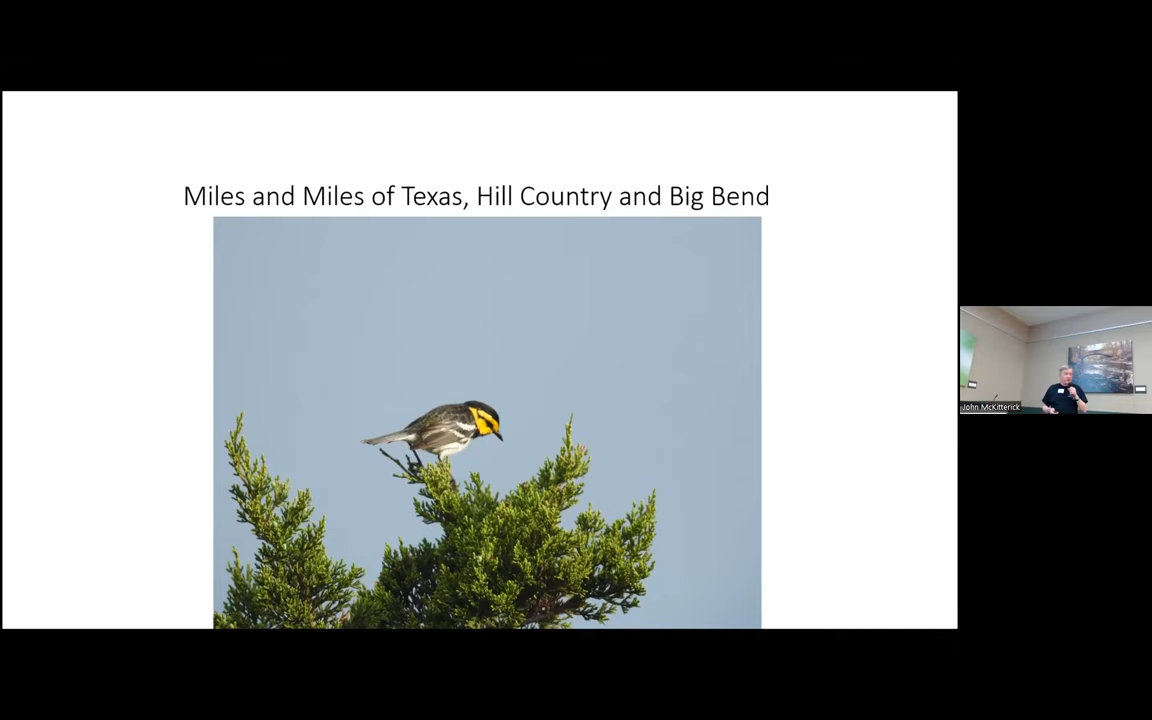 Miles and Miles of Texas, Hill Country and Big Bend
John McKitterick